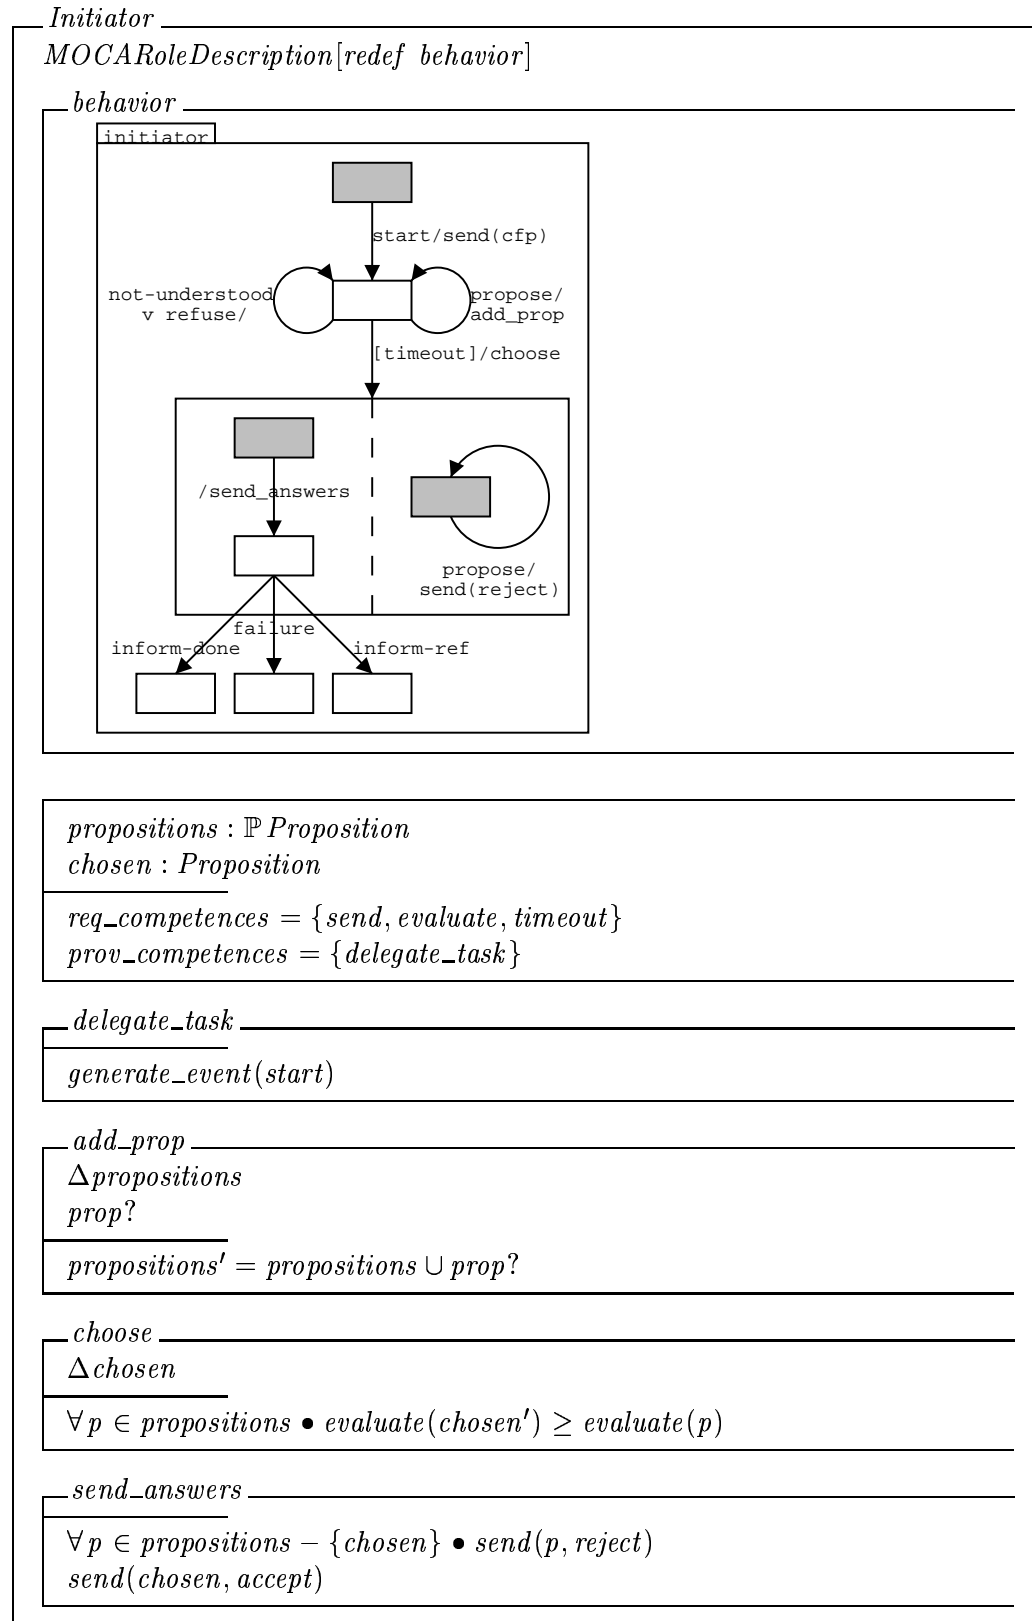 Initiator
MOCARoleDescription[redef behavior]
behavior
initiator
start/send(cfp)
not-understood
v refuse/
propose/
add_prop
[timeout]/choose
/send_answers
propose/
send(reject)
failure
inform-done
inform-ref
propositions : ℙ Proposition
chosen : Proposition
req_competences = {send, evaluate, timeout}
prov_competences = {delegate_task}
delegate_task
generate_event(start)
add_prop
Δpropositions
prop?
propositions′ = propositions ∪ prop?
choose
Δchosen
∀ p ∈ propositions • evaluate(chosen′) ≥ evaluate(p)
send_answers
∀ p ∈ propositions − {chosen} • send(p, reject)
send(chosen, accept)